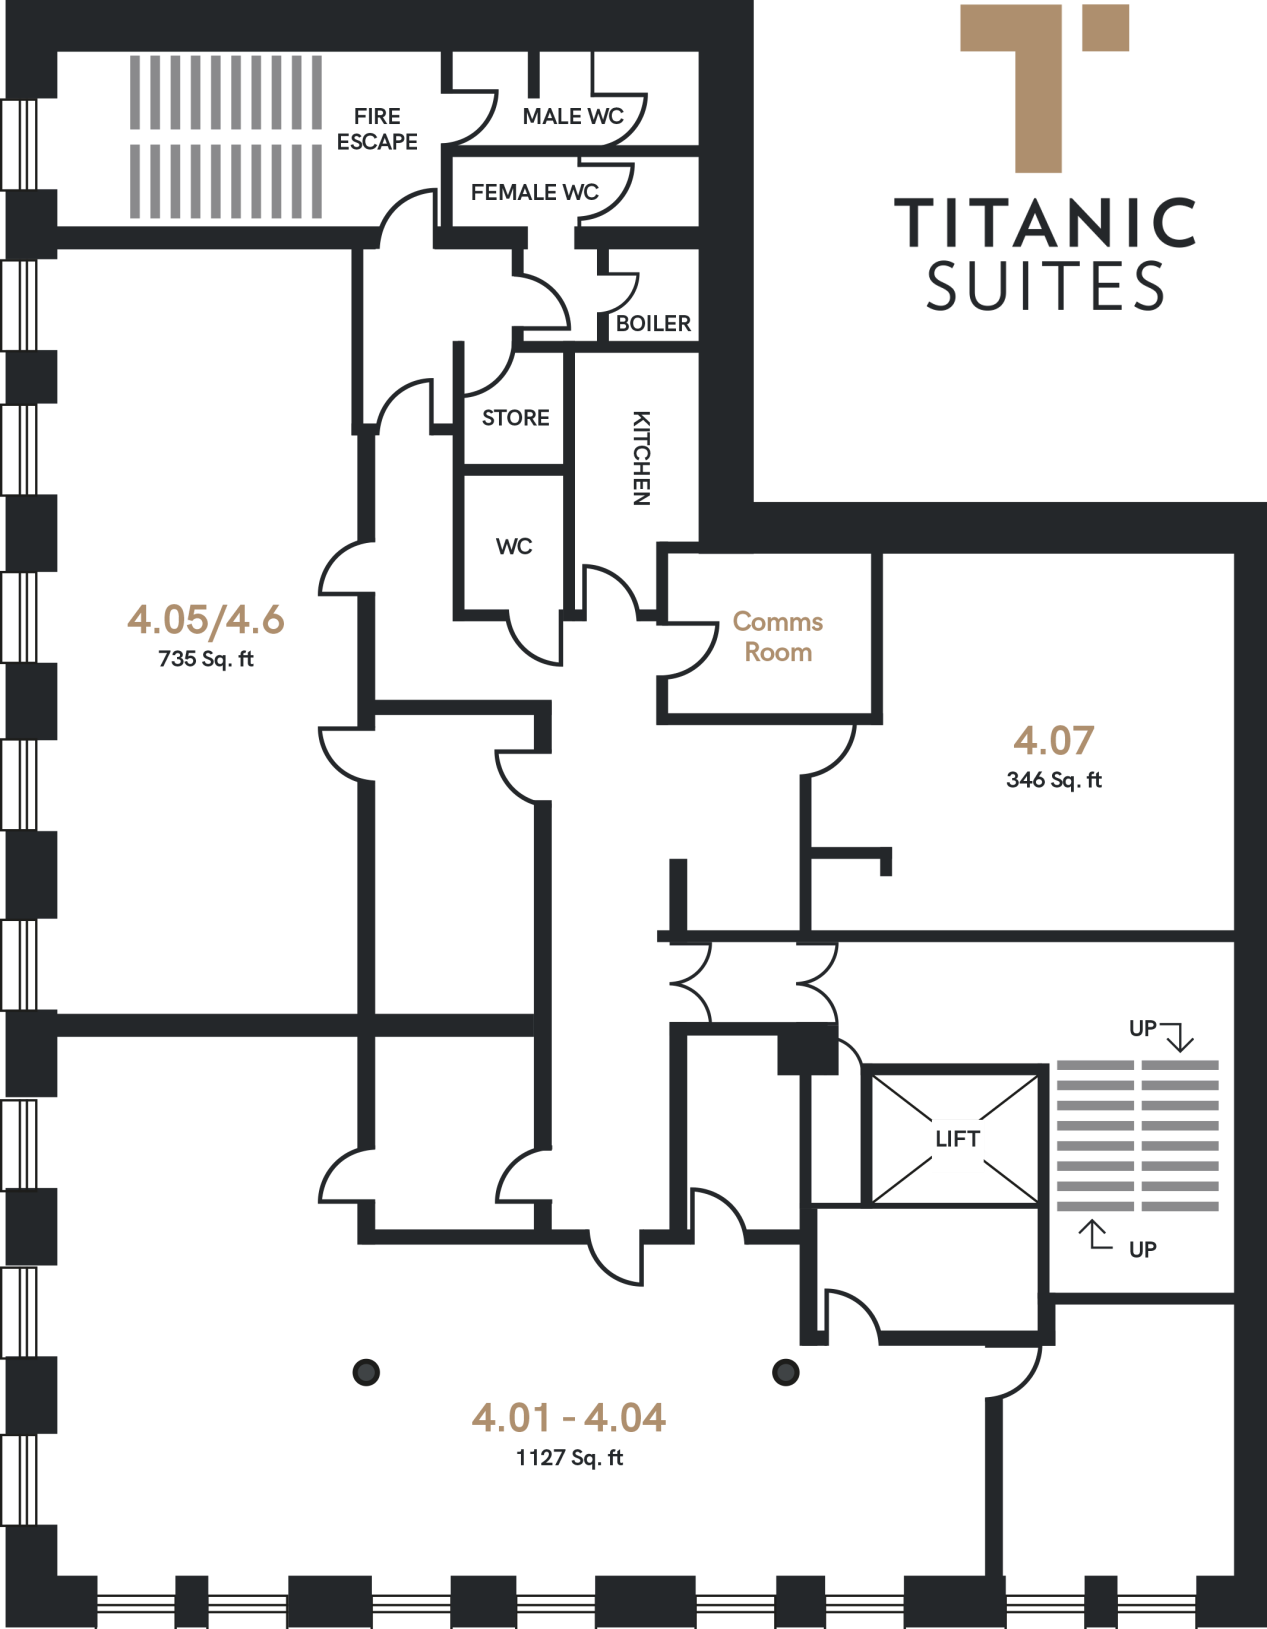 TITANIC
SUITES
FIRE
ESCAPE
MALE WC
FEMALE WC
BOILER
STORE
KITCHEN
WC
4.05/4.6
735 Sq. ft
Comms
Room
4.07
346 Sq. ft
UP
LIFT
UP
4.01 - 4.04
1127 Sq. ft